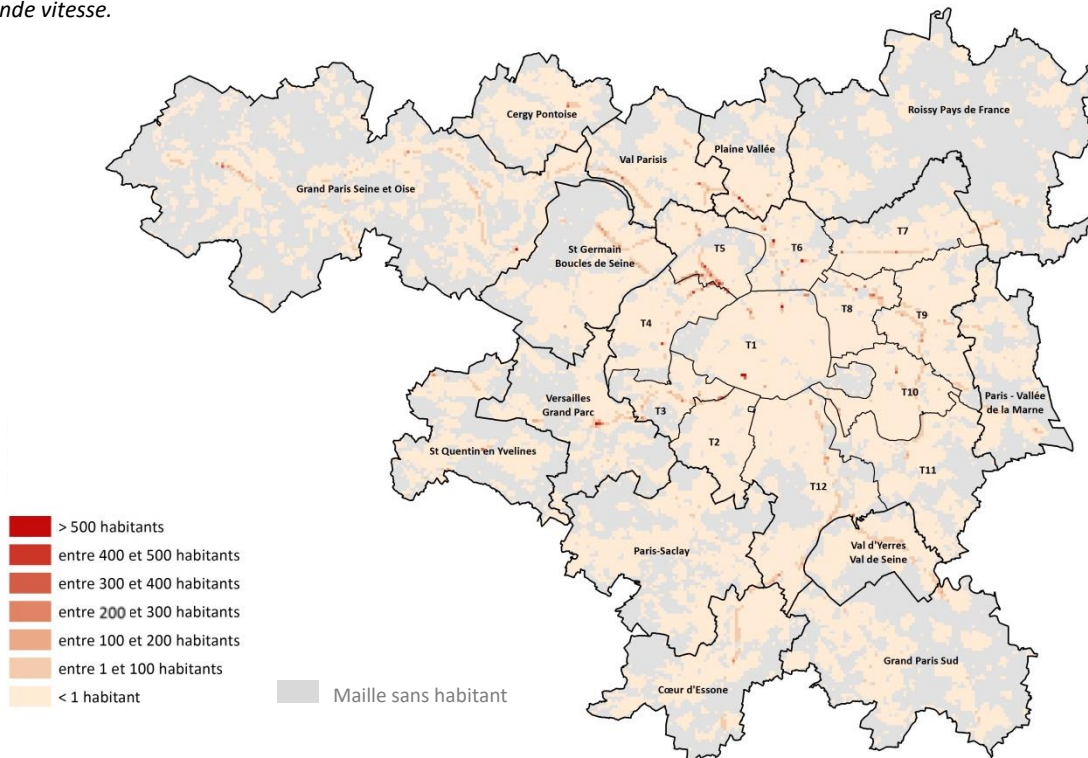 nde vitesse.
Roissy Pays de France
Cergy Pontoise
Val Parisis
Plaine Vallée
Grand Paris Seine et Oise
T7
St Germain
Boucles de Seine
T5
T6
T8
T9
T4
T1
Versailles
Grand Parc
T3
T10
Paris - Vallée
de la Marne
T2
St Quentin en Yvelines
T11
T12
Paris-Saclay
Val d'Yerres
Val de Seine
Grand Paris Sud
Cœur d'Essone
> 500 habitants
entre 400 et 500 habitants
entre 300 et 400 habitants
entre 200 et 300 habitants
entre 100 et 200 habitants
entre 1 et 100 habitants
< 1 habitant
Maille sans habitant